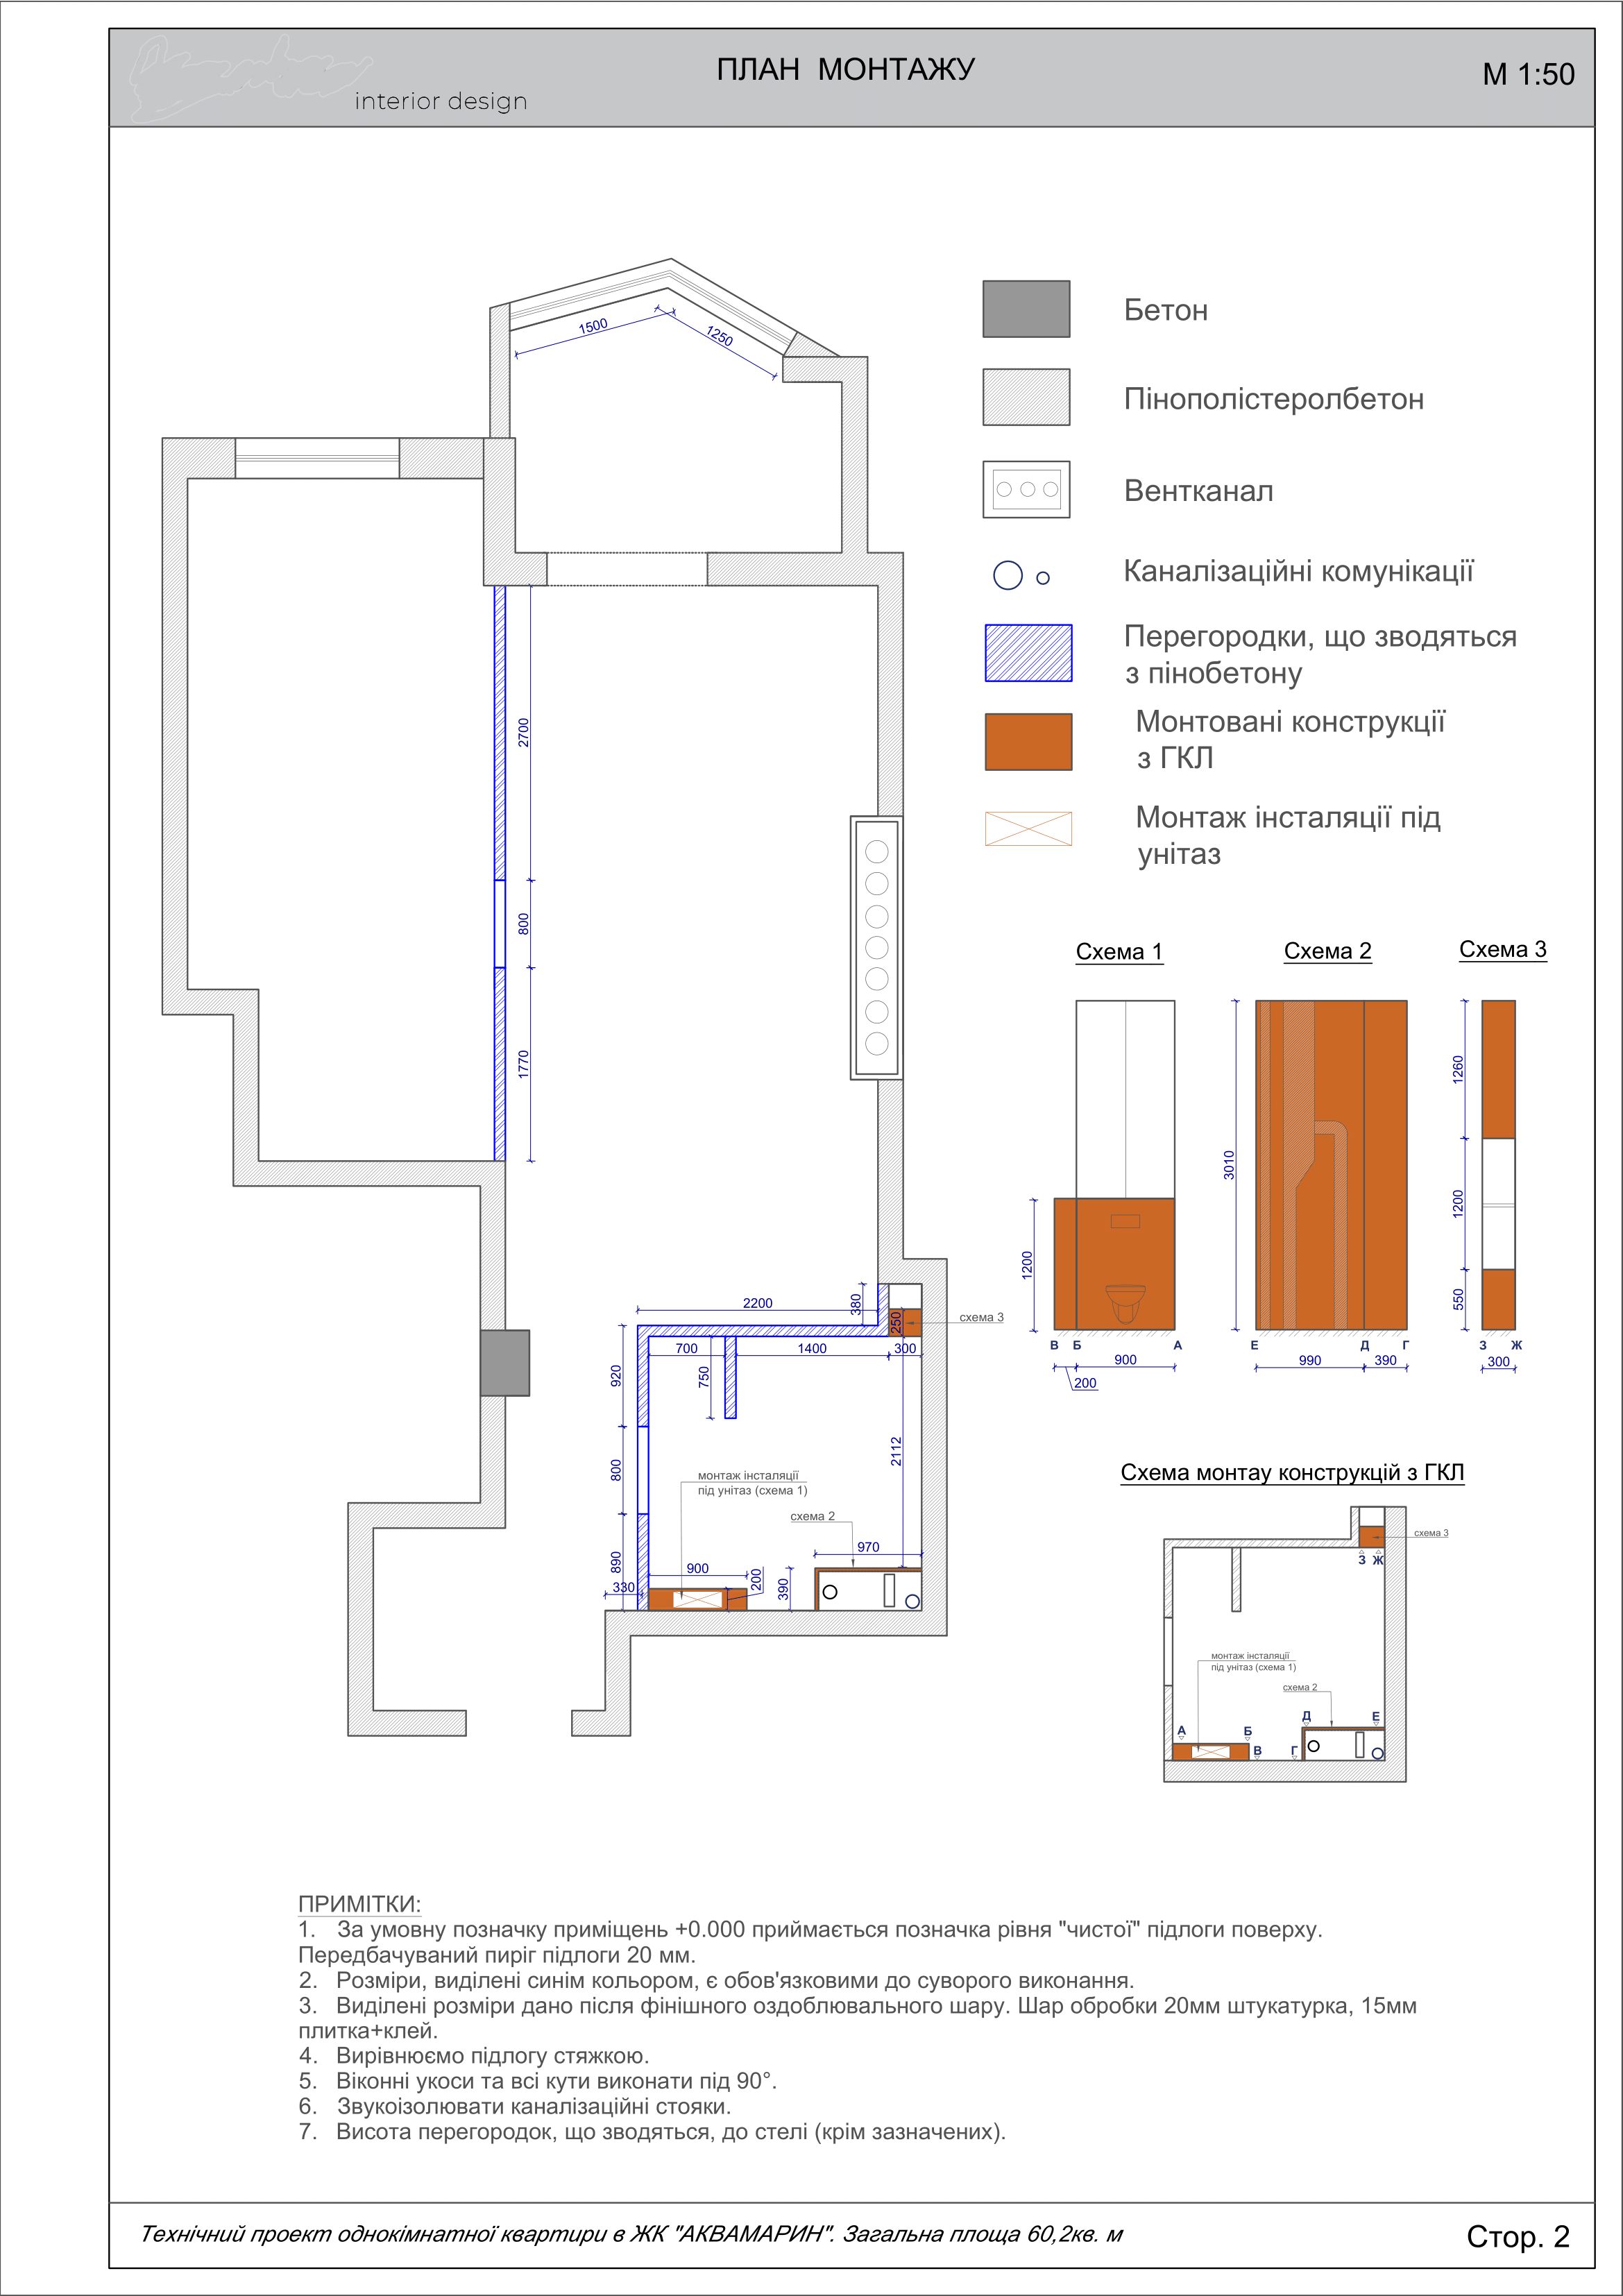 interior design
ПЛАН МОНТАЖУ
М 1:50
1500
1250
Бетон
Пінополістеролбетон
Вентканал
Каналізаційні комунікації
Перегородки, що зводяться
з пінобетону
Монтовані конструкції
з ГКЛ
Монтаж інсталяції під
унітаз
2700
800
1770
Схема 1
Схема 2
Схема 3
1200
3010
1260
1200
550
В Б А
900
200
Е Д Г
990
390
З Ж
300
2200
380
250
схема 3
700
1400
300
920
750
800
2112
монтаж інсталяції
під унітаз (схема 1)
схема 2
970
890
900
200
390
330
Схема монтау конструкцій з ГКЛ
схема 3
З Ж
монтаж інсталяції
під унітаз (схема 1)
схема 2
Д Е
А Б
В Г
ПРИМІТКИ:
1. За умовну позначку приміщень +0.000 приймається позначка рівня "чистої" підлоги поверху.
Передбачуваний пиріг підлоги 20 мм.
2. Розміри, виділені синім кольором, є обов'язковими до суворого виконання.
3. Виділені розміри дано після фінішного оздоблювального шару. Шар обробки 20мм штукатурка, 15мм
плитка+клей.
4. Вирівнюємо підлогу стяжкою.
5. Віконні укоси та всі кути виконати під 90°.
6. Звукоізолювати каналізаційні стояки.
7. Висота перегородок, що зводяться, до стелі (крім зазначених).
Технічний проект однокімнатної квартири в ЖК "АКВАМАРИН". Загальна площа 60,2кв. м
Стор. 2